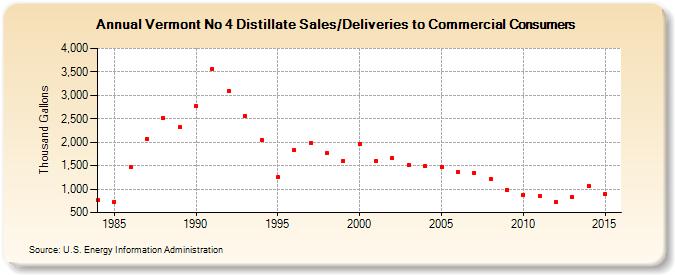 Annual Vermont No 4 Distillate Sales/Deliveries to Commercial Consumers
Thousand Gallons
4,000
3,500
3,000
2,500
2,000
1,500
1,000
500
1985 1990 1995 2000 2005 2010 2015
Source: U.S. Energy Information Administration